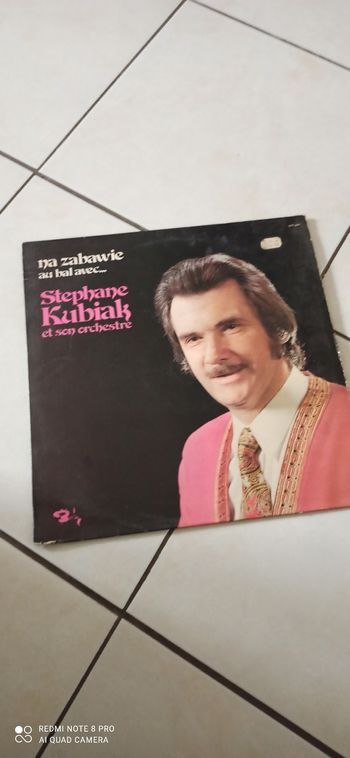 na zabawie
au bal avec...
Stephane
Kubiak
et son orchestre
REDMI NOTE 8 PRO
AI QUAD CAMERA